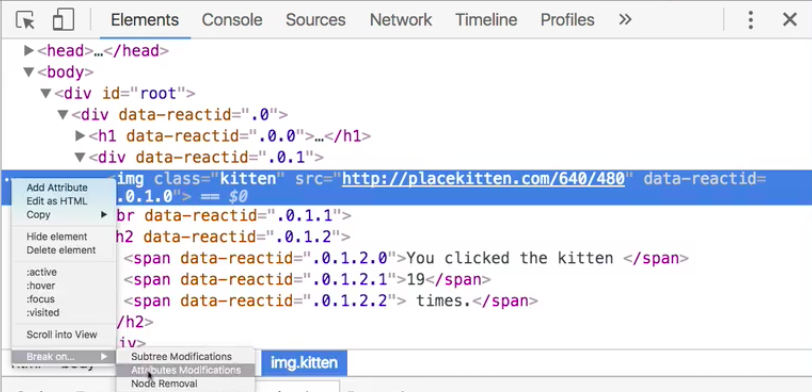 Elements Console Sources Network Timeline Profiles »
▶<head>…</head>
▼<body>
▼<div id="root">
▼<div data-reactid=".0">
▶<h1 data-reactid=".0.0">…</h1>
▼<div data-reactid=".0.1">
img class="kitten" src="http://placekitten.com/640/480" data-reactid=
.0.1.0"> == $0
br data-reactid=".0.1.1">
h2 data-reactid=".0.1.2">
<span data-reactid=".0.1.2.0">You clicked the kitten </span>
<span data-reactid=".0.1.2.1">19</span>
<span data-reactid=".0.1.2.2"> times.</span>
/h2>
Add Attribute
Edit as HTML
Copy
Hide element
Delete element
:active
:hover
:focus
:visited
Scroll into View
Break on...
Subtree Modifications
Attributes Modifications
Node Removal
img.kitten